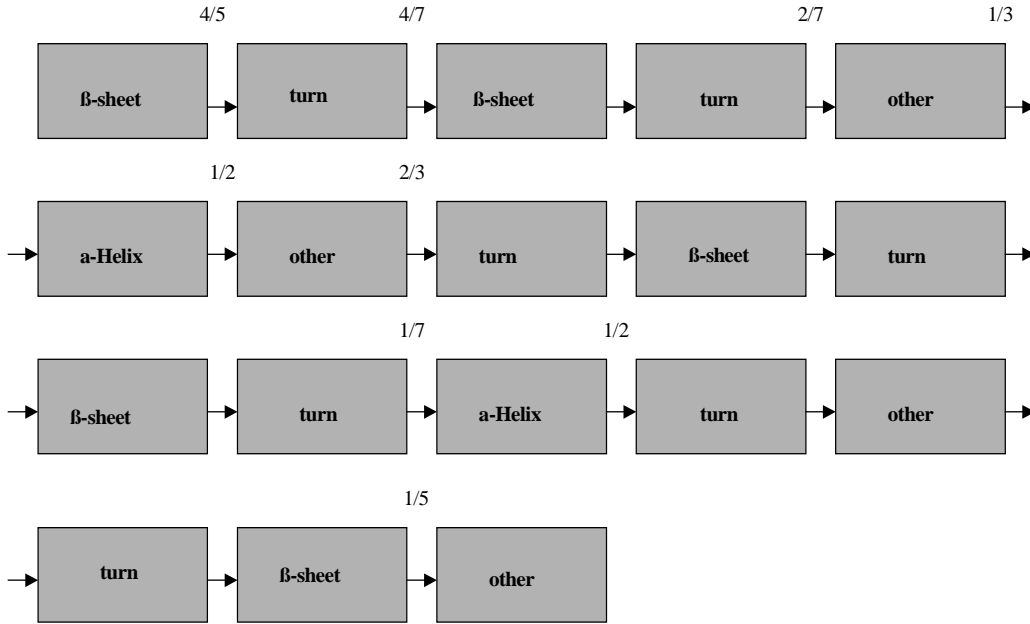 4/5 4/7 2/7 1/3
ß-sheet turn ß-sheet turn other
1/2 2/3
a-Helix other turn ß-sheet turn
1/7 1/2
ß-sheet turn a-Helix turn other
1/5
turn ß-sheet other